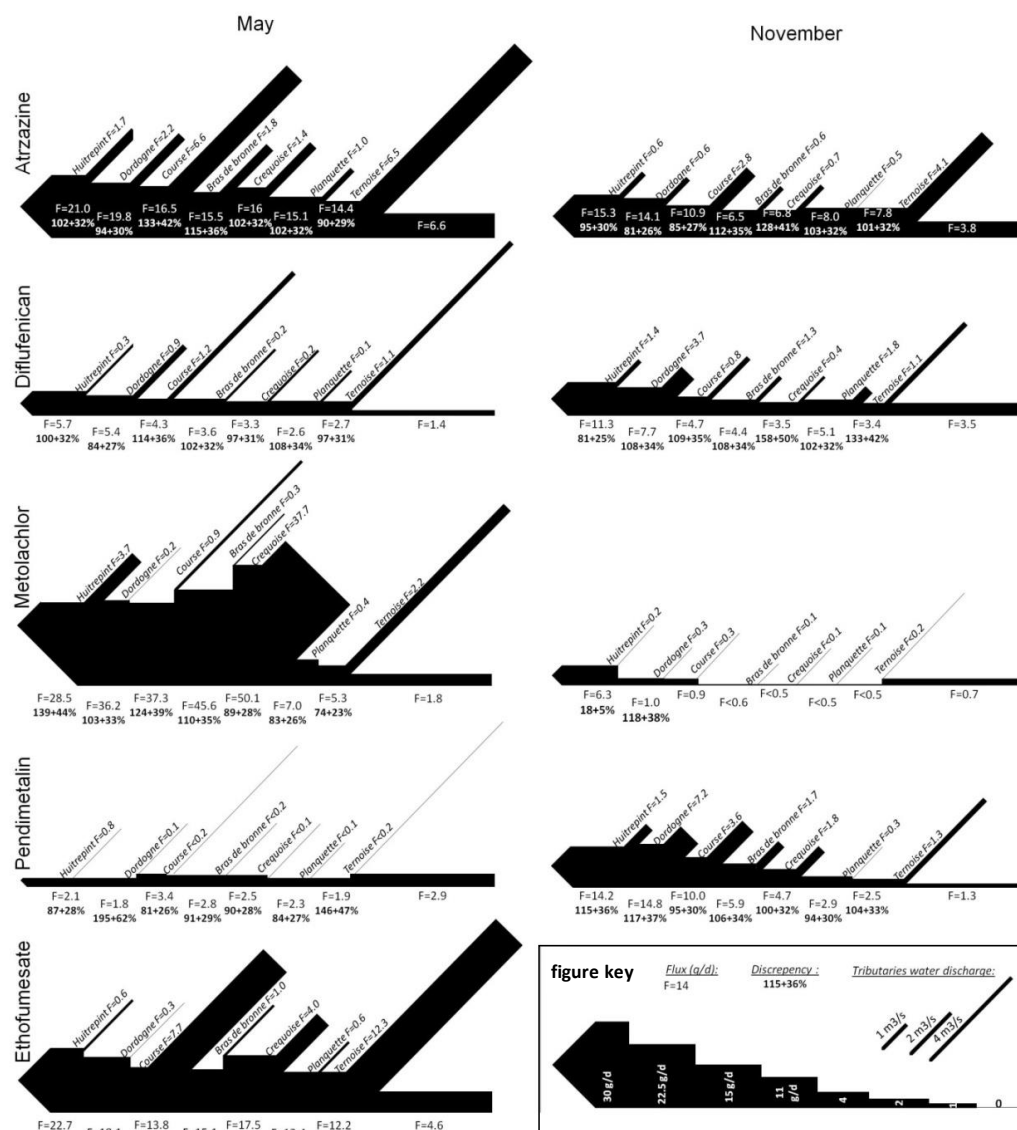 May
November
Atrzazine
Huitrepint F=1.7
Dordogne F=2.2
Course F=6.6
Bras de bronne F=1.8
Crequoise F=1.4
Planquette F=1.0
Ternoise F=6.5
F=21.0
102+32%
F=19.8
94+30%
F=16.5
133+42%
F=15.5
115+36%
F=16
102+32%
F=15.1
102+32%
F=14.4
90+29%
F=6.6
Huitrepint F=0.6
Dordogne F=0.6
Course F=2.8
Bras de bronne F=0.6
Crequoise F=0.7
Planquette F=0.5
Ternoise F=4.1
F=15.3
95+30%
F=14.1
81+26%
F=10.9
85+27%
F=6.5
112+35%
F=6.8
128+41%
F=8.0
103+32%
F=7.8
101+32%
F=3.8
Diflufenican
Huitrepint F=0.3
Dordogne F=0.9
Course F=1.2
Bras de bronne F=0.2
Crequoise F=0.2
Planquette F=0.1
Ternoise F=1.1
F=5.7
100+32%
F=5.4
84+27%
F=4.3
114+36%
F=3.6
102+32%
F=3.3
97+31%
F=2.6
108+34%
F=2.7
97+31%
F=1.4
Huitrepint F=1.4
Dordogne F=3.7
Course F=0.8
Bras de bronne F=1.3
Crequoise F=0.4
Planquette F=1.8
Ternoise F=1.1
F=11.3
81+25%
F=7.7
108+34%
F=4.7
109+35%
F=4.4
108+34%
F=3.5
158+50%
F=5.1
102+32%
F=3.4
133+42%
F=3.5
Metolachlor
Huitrepint F=3.7
Dordogne F=0.2
Course F=0.9
Bras de bronne F=0.3
Crequoise F=37.7
Planquette F=0.4
Ternoise F=2.2
F=28.5
139+44%
F=36.2
103+33%
F=37.3
124+39%
F=45.6
110+35%
F=50.1
89+28%
F=7.0
83+26%
F=5.3
74+23%
F=1.8
Huitrepint F=0.2
Dordogne F=0.3
Course F=0.3
Bras de bronne F=0.1
Crequoise F<0.1
Planquette F=0.1
Ternoise F<0.2
F=6.3
18+5%
F=1.0
118+38%
F=0.9
F<0.6
F<0.5
F<0.5
F<0.5
F=0.7
Pendimetalin
Huitrepint F=0.8
Dordogne F=0.1
Course F<0.2
Bras de bronne F<0.2
Crequoise F<0.1
Planquette F<0.1
Ternoise F<0.2
F=2.1
87+28%
F=1.8
195+62%
F=3.4
81+26%
F=2.8
91+29%
F=2.5
90+28%
F=2.3
84+27%
F=1.9
146+47%
F=2.9
Huitrepint F=1.5
Dordogne F=7.2
Course F=3.6
Bras de bronne F=1.7
Crequoise F=1.8
Planquette F=0.3
Ternoise F=1.3
F=14.2
115+36%
F=14.8
117+37%
F=10.0
95+30%
F=5.9
106+34%
F=4.7
100+32%
F=2.9
94+30%
F=2.5
104+33%
F=1.3
Ethofumesate
Huitrepint F=0.6
Dordogne F=0.3
Course F=7.7
Bras de bronne F=1.0
Crequoise F=4.0
Planquette F=0.6
Ternoise F=12.3
F=22.7
F=13.8
F=17.5
F=12.2
F=4.6
figure key
Flux (g/d):
F=14
Discrepency :
115+36%
Tributaries water discharge:
1 m3/s
2 m3/s
4 m3/s
30 g/d
22.5 g/d
15 g/d
11 g/d
4
2
1
0